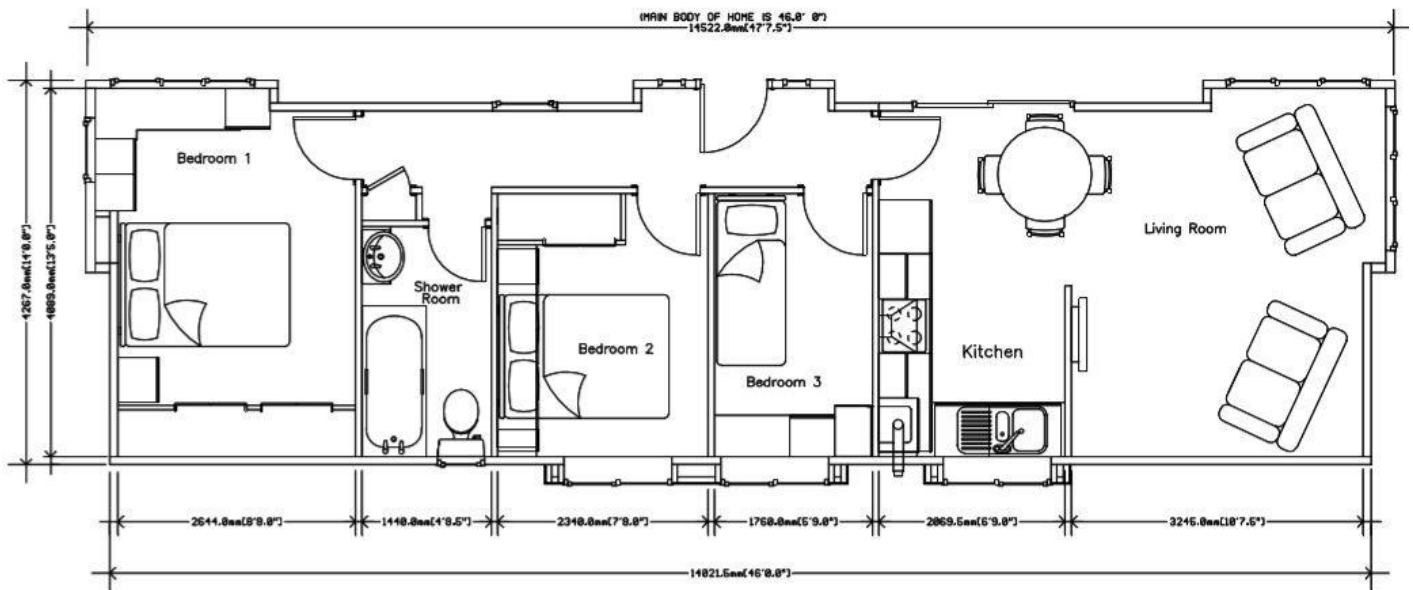 (MAIN BODY OF HOME IS 46.0' 0")
14522.0mm[47'7.5"]
4267.0mm[14'0.0"]
4089.0mm[13'5.0"]
Bedroom 1
Living Room
Shower
Room
Bedroom 2
Kitchen
Bedroom 3
2644.0mm[8'8.0"]
1440.0mm[4'8.5"]
2340.0mm[7'8.0"]
1760.0mm[5'9.0"]
2069.5mm[6'9.0"]
3245.0mm[10'7.5"]
14021.5mm[46'0.0"]